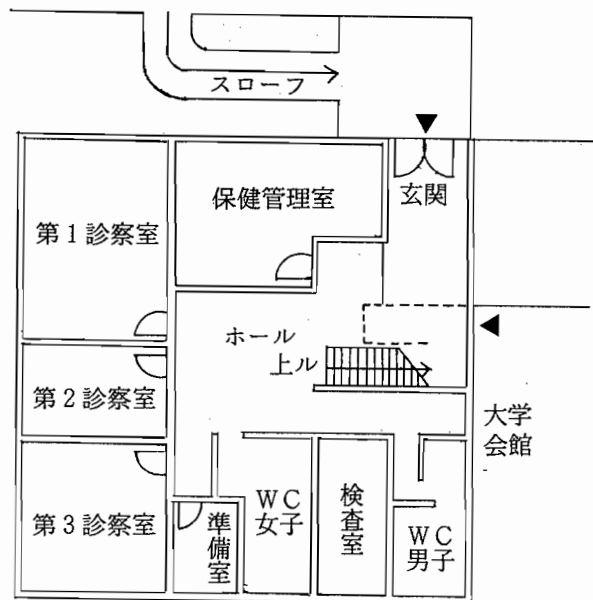 スロープ
玄関
保健管理室
第1診察室
ホール
上ル
第2診察室
大学
会館
第3診察室
準備室
WC
女子
検査室
WC
男子